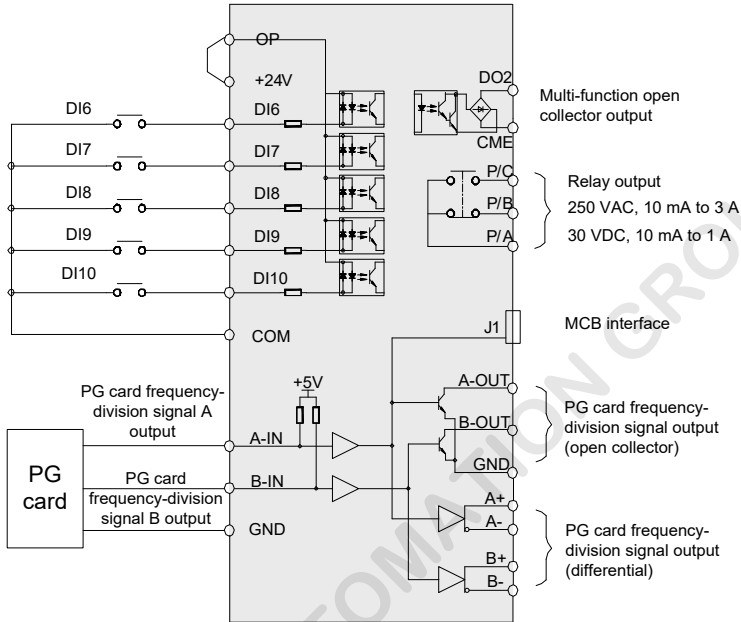 OP
+24V
DI6
DI6
DI7
DI7
DI8
DI8
DI9
DI9
DI10
DI10
COM
DO2
CME
Multi-function open
collector output
P/C
P/B
P/A
Relay output
250 VAC, 10 mA to 3 A
30 VDC, 10 mA to 1 A
J1
MCB interface
+5V
PG card frequency-
division signal A
output
A-IN
PG
card
PG card
frequency-division
signal B output
B-IN
GND
A-OUT
B-OUT
GND
PG card frequency-
division signal output
(open collector)
A+
A-
B+
B-
PG card frequency-
division signal output
(differential)
TOMATION GRO